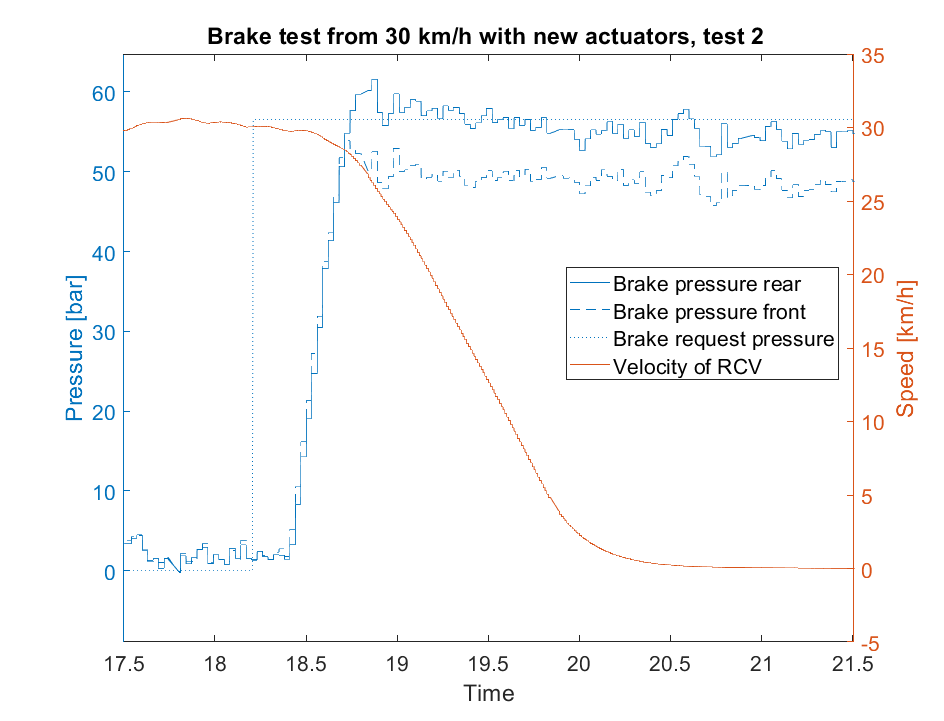 Brake test from 30 km/h with new actuators, test 2
60
50
40
30
20
10
0
Pressure [bar]
35
30
25
20
15
10
5
0
-5
Speed [km/h]
Brake pressure rear
Brake pressure front
Brake request pressure
Velocity of RCV
17.5 18 18.5 19 19.5 20 20.5 21 21.5
Time